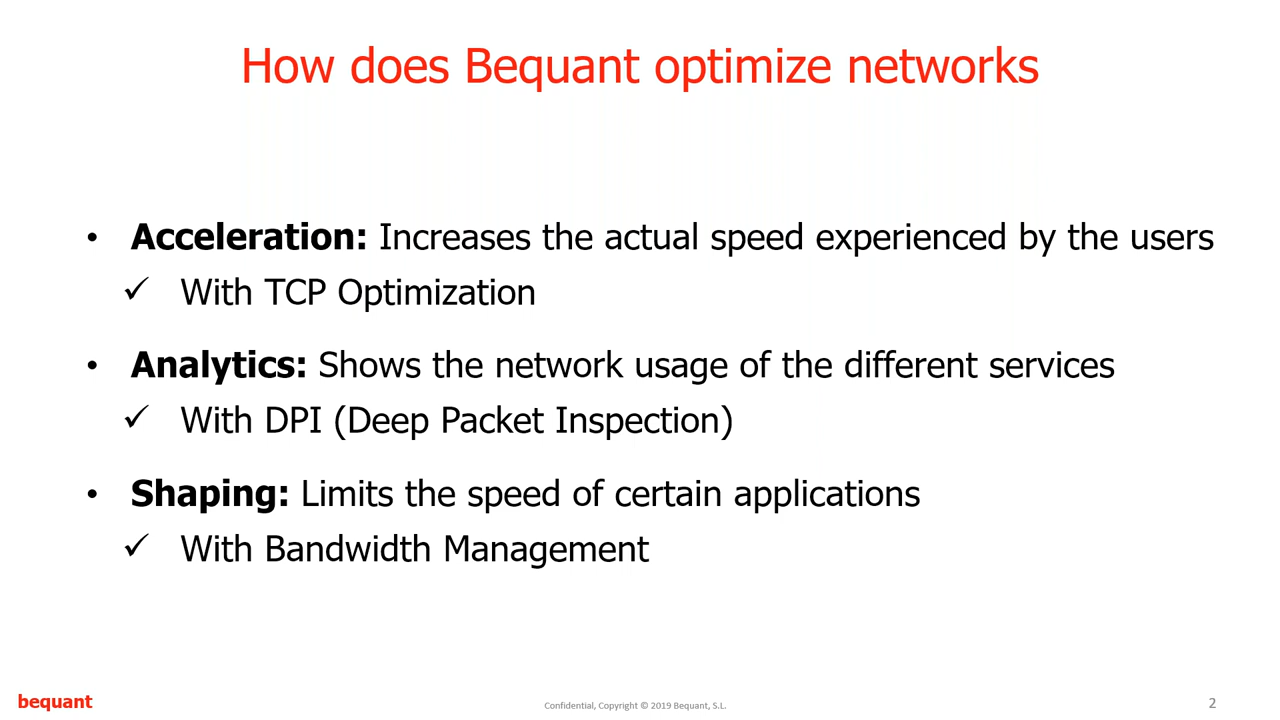 How does Bequant optimize networks
• Acceleration: Increases the actual speed experienced by the users
✓ With TCP Optimization
• Analytics: Shows the network usage of the different services
✓ With DPI (Deep Packet Inspection)
• Shaping: Limits the speed of certain applications
✓ With Bandwidth Management
bequant
Confidential, Copyright © 2019 Bequant, S.L.
2